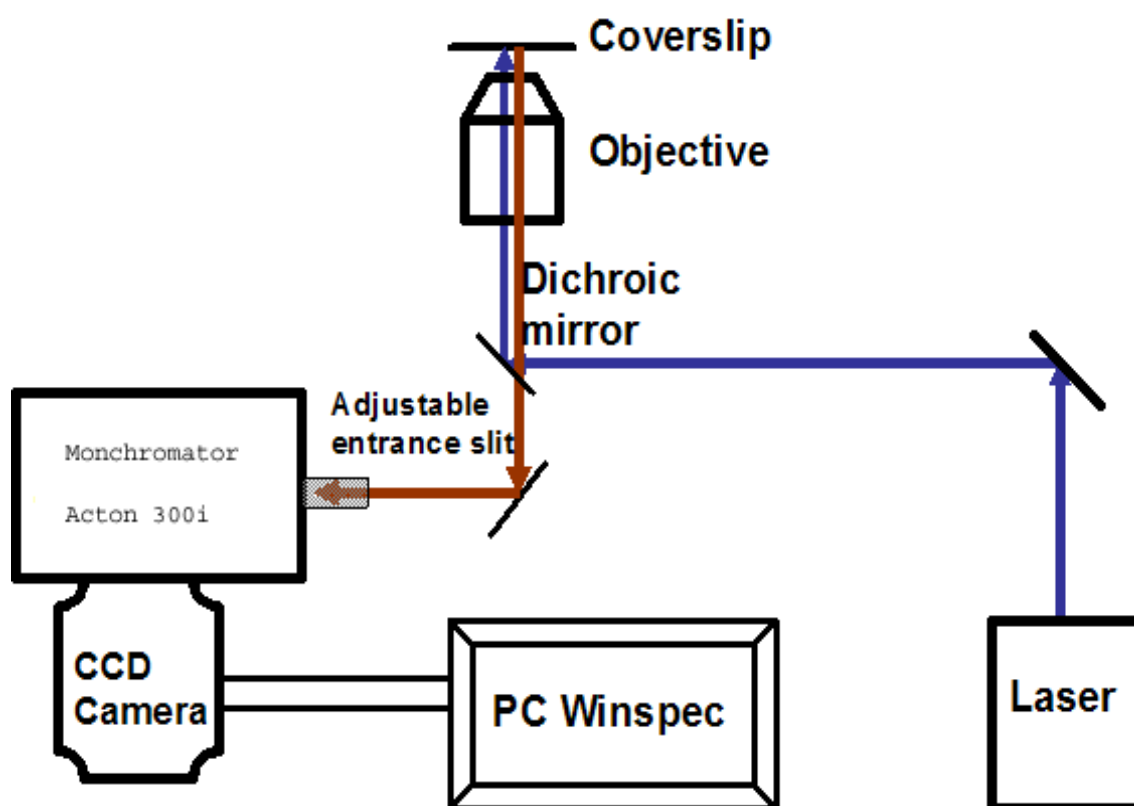 Coverslip
Objective
Dichroic
mirror
Adjustable
entrance slit
Monchromator
Acton 300i
CCD
Camera
PC Winspec
Laser